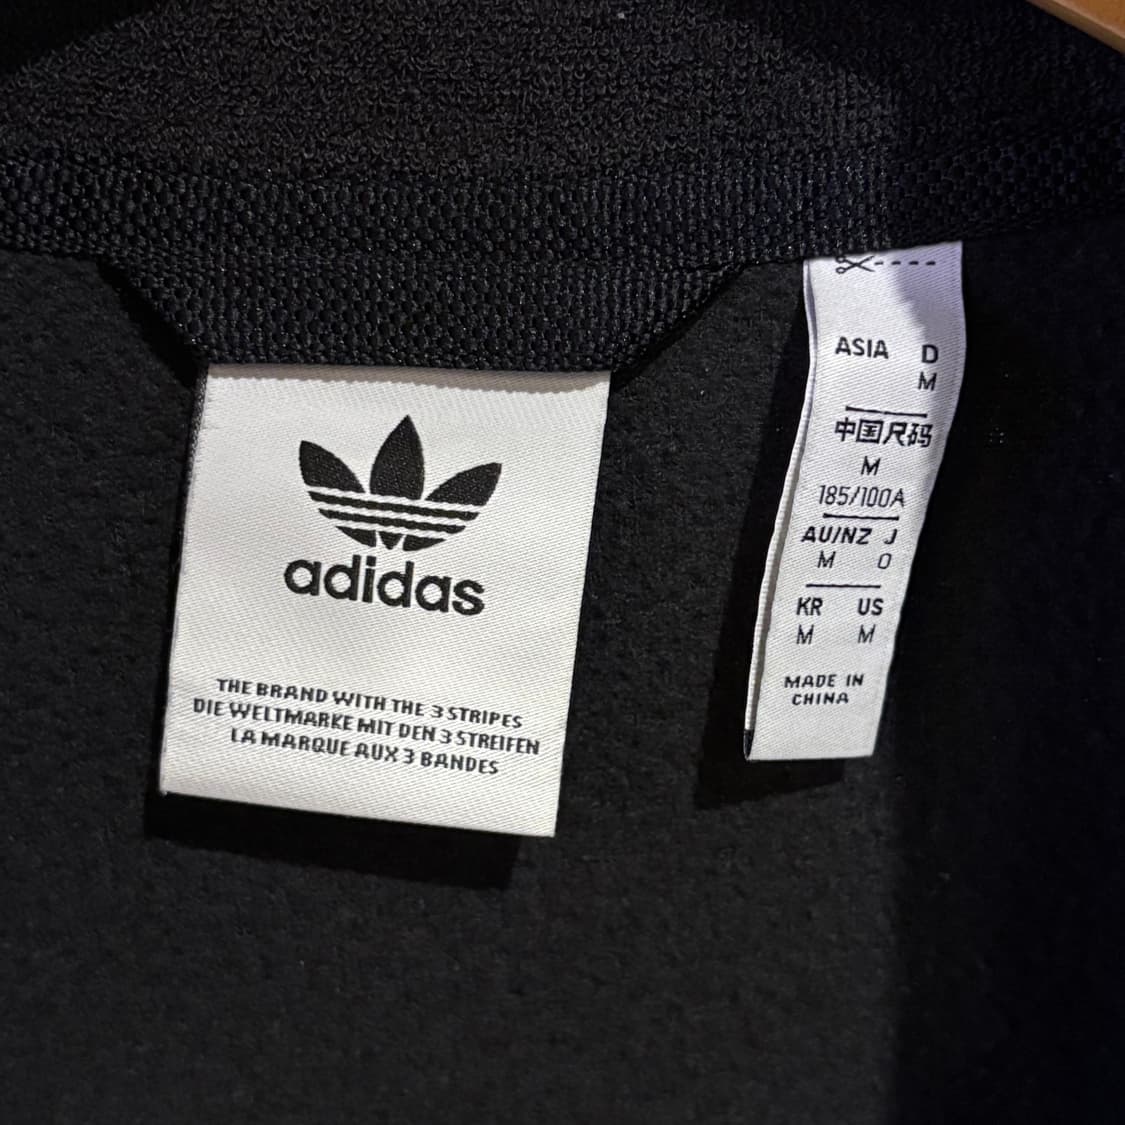 adidas
THE BRAND WITH THE 3 STRIPES
DIE WELTMARKE MIT DEN 3 STREIFEN
LA MARQUE AUX 3 BANDES
ASIA D
M
中国尺码
M
185/100A
AU/NZ J
M O
KR US
M M
MADE IN
CHINA